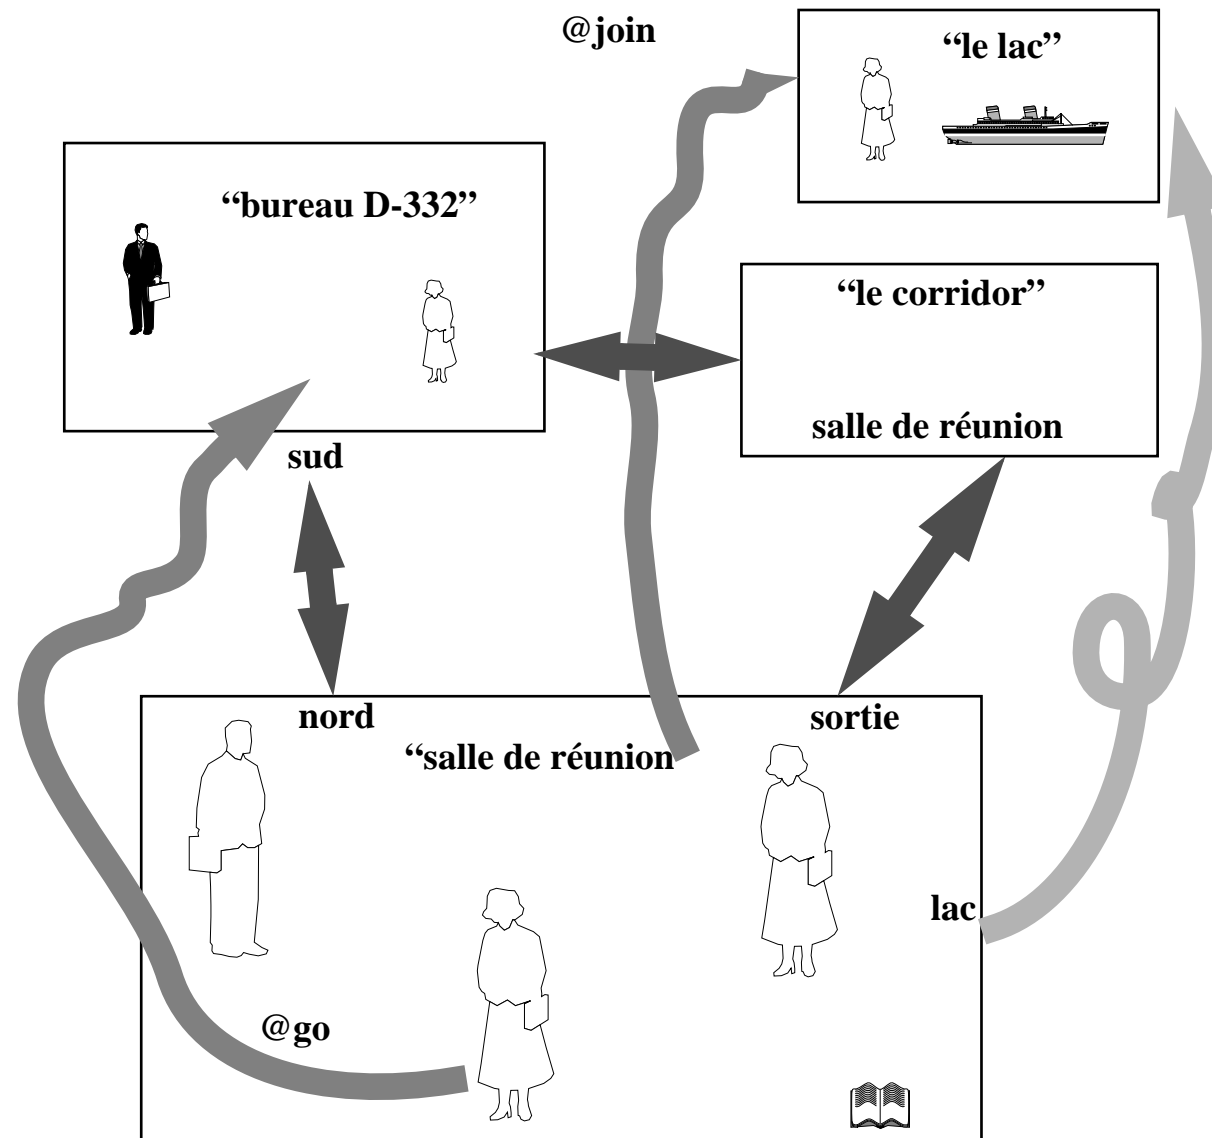 @join
“le lac”
“bureau D-332”
“le corridor”
salle de réunion
sud
nord
sortie
“salle de réunion
lac
@go